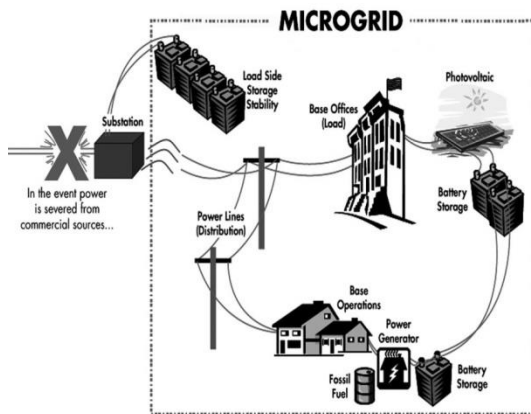 MICROGRID
Load Side
Storage
Stability
Substation
In the event power
is severed from
commercial sources...
Base Offices
(Load)
Photovoltaic
Battery
Storage
Power Lines
(Distribution)
Base
Operations
Power
Generator
Fossil
Fuel
Battery
Storage